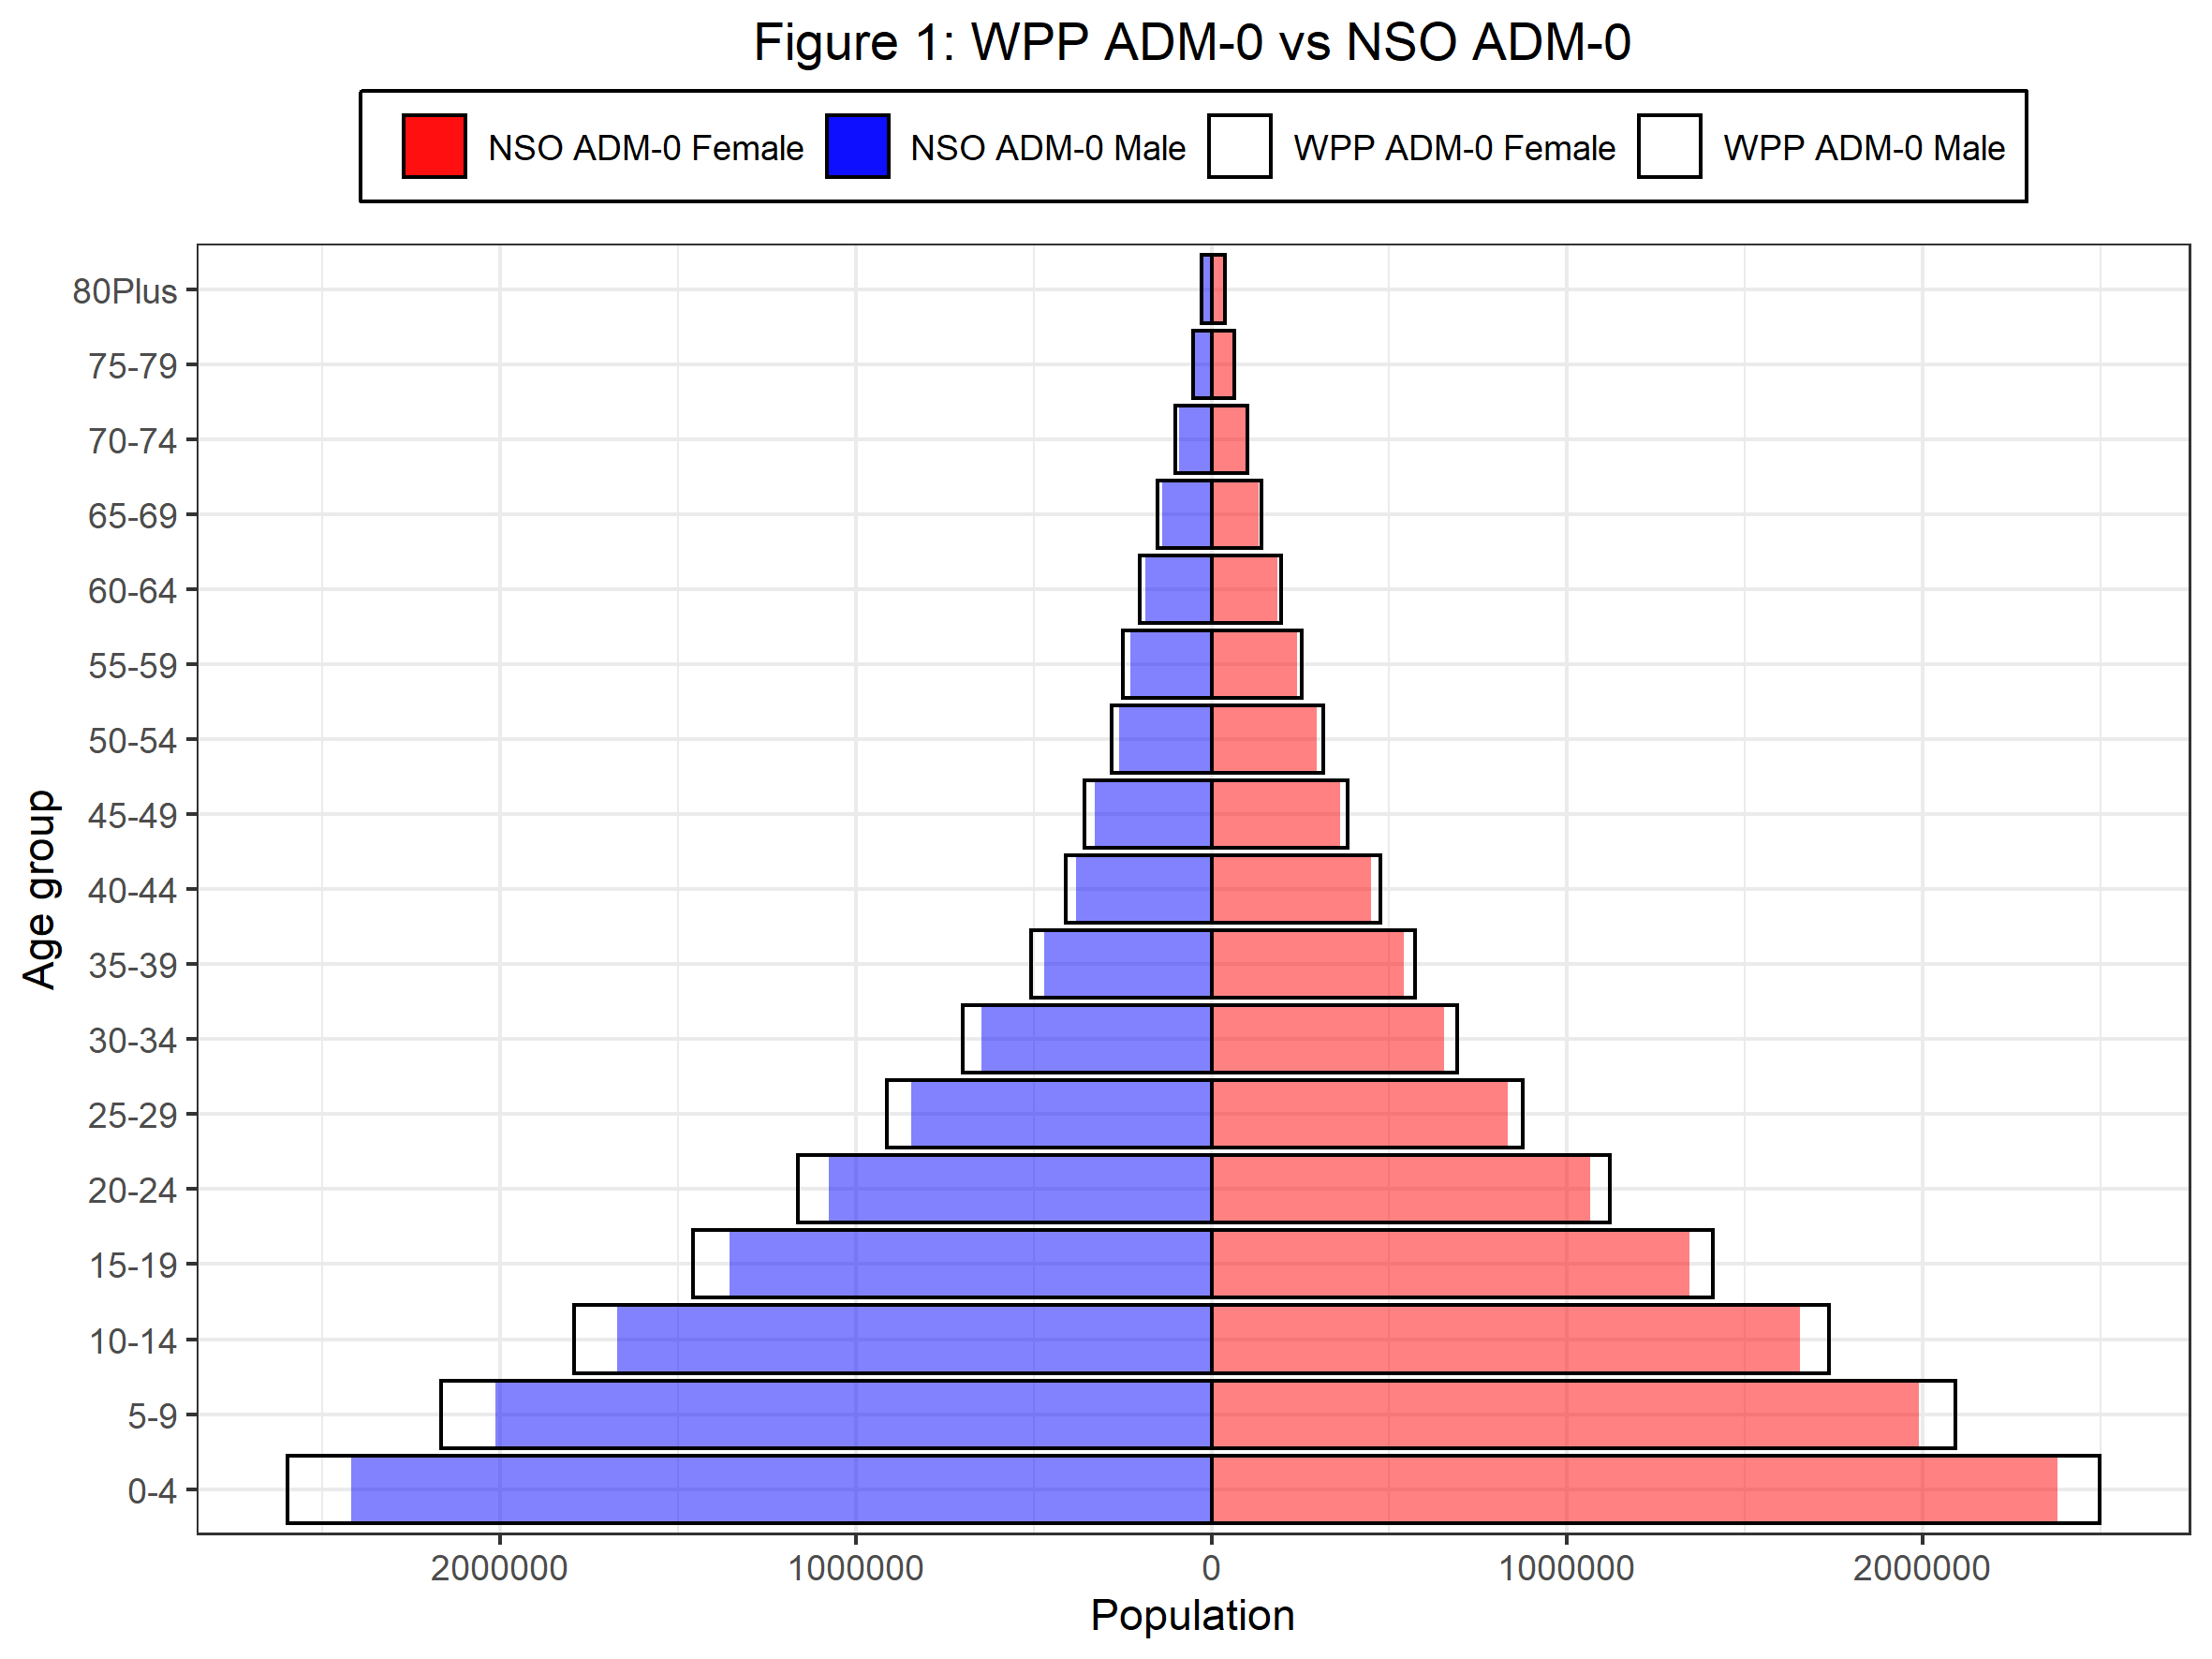 Figure 1: WPP ADM-0 vs NSO ADM-0
NSO ADM-0 Female NSO ADM-0 Male WPP ADM-0 Female WPP ADM-0 Male
80Plus
75-79
70-74
65-69
60-64
55-59
50-54
45-49
40-44
35-39
30-34
25-29
20-24
15-19
10-14
5-9
0-4
Age group
2000000 1000000 0 1000000 2000000
Population